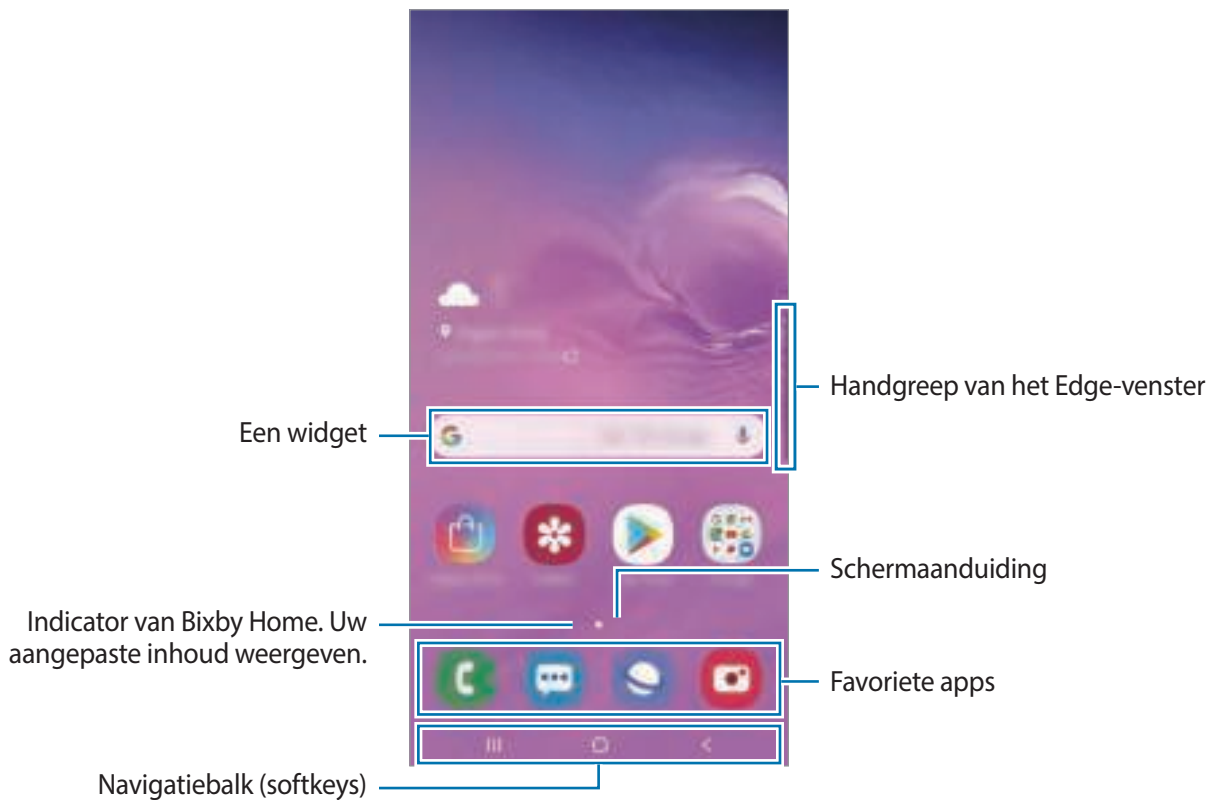 Handgreep van het Edge-venster
Een widget
G
Schermaanduiding
Indicator van Bixby Home. Uw
aangepaste inhoud weergeven.
Favoriete apps
Navigatiebalk (softkeys)